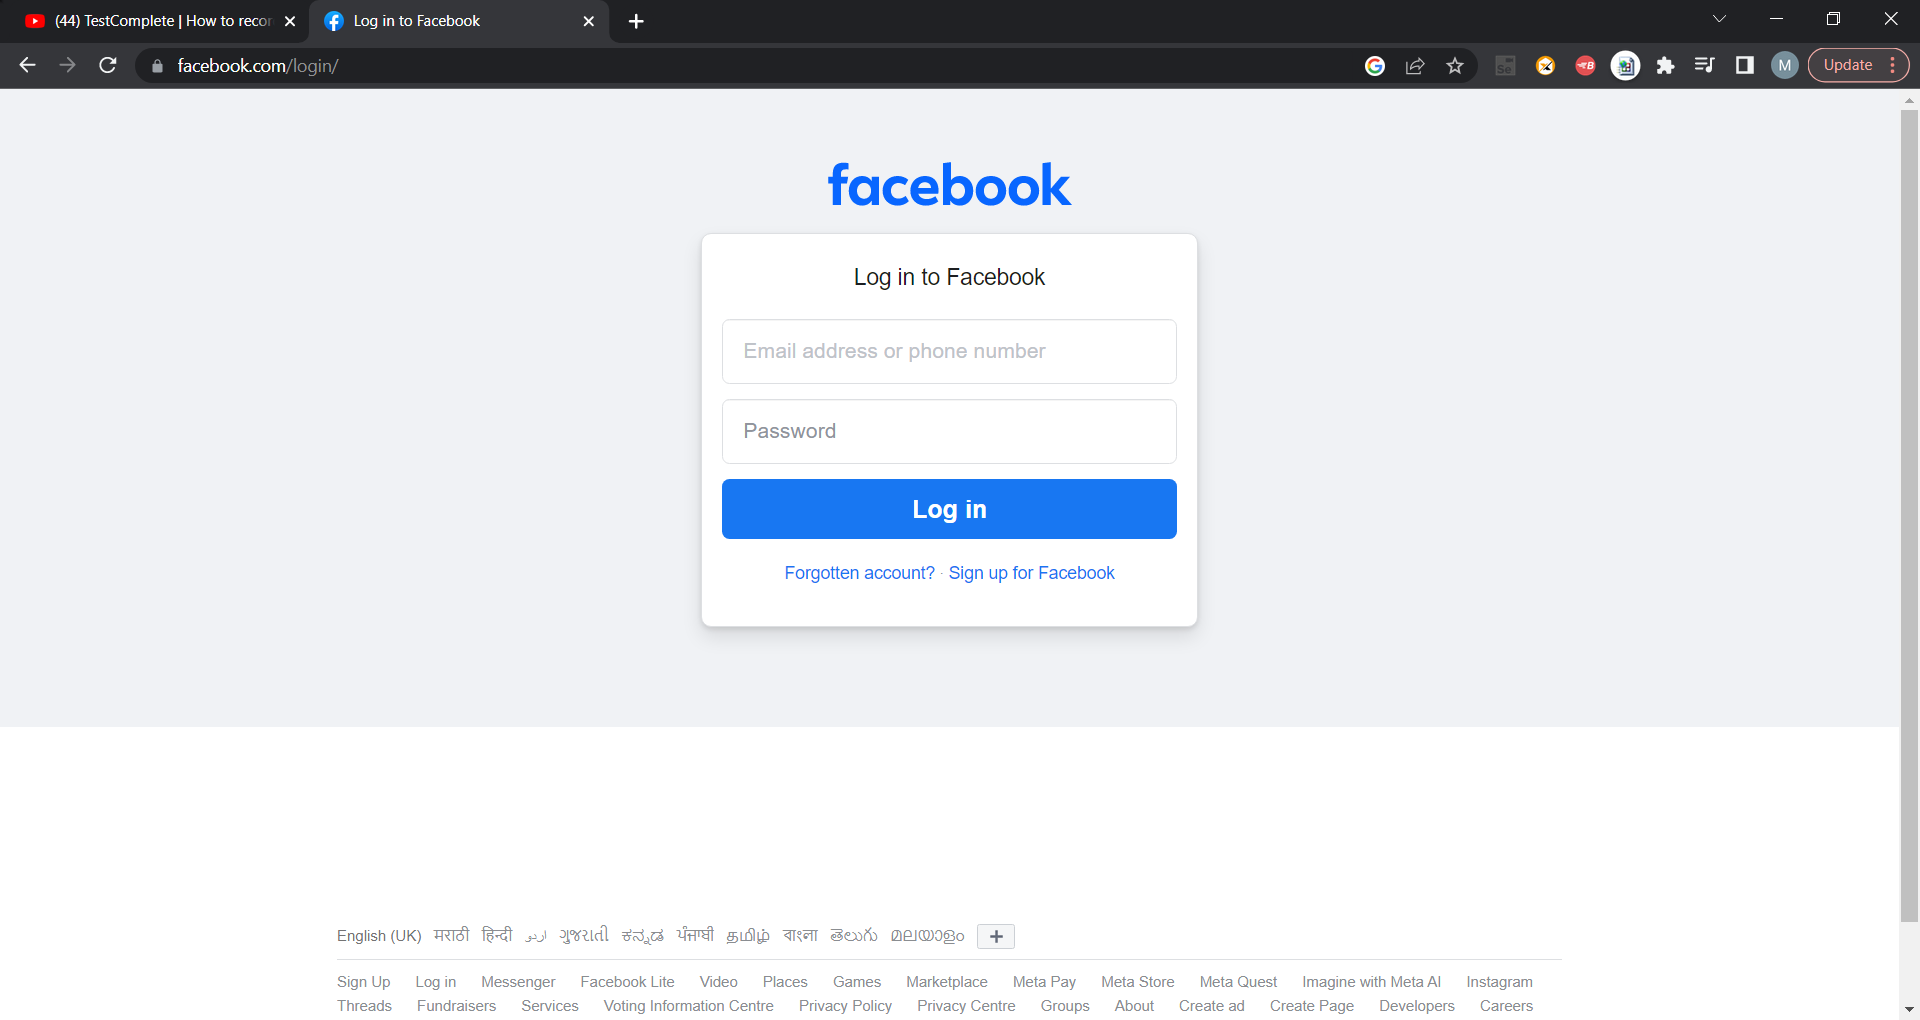 (44) TestComplete | How to recor
Log in to Facebook
facebook.com/login/
M
Update
facebook
Log in to Facebook
Email address or phone number
Password
Log in
Forgotten account? · Sign up for Facebook
English (UK) मराठी हिन्दी اردو ગુજરાતી ಕನ್ನಡ ਪੰਜਾਬੀ தமிழ் বাংলা తెలుగు മലയാളം +
Sign Up Log in Messenger Facebook Lite Video Places Games Marketplace Meta Pay Meta Store Meta Quest Imagine with Meta AI Instagram
Threads Fundraisers Services Voting Information Centre Privacy Policy Privacy Centre Groups About Create ad Create Page Developers Careers